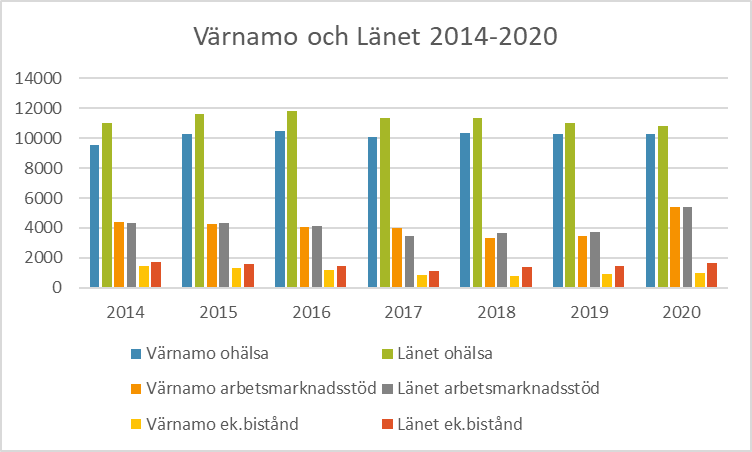 Värnamo och Länet 2014-2020
14000
12000
10000
8000
6000
4000
2000
0
2014 2015 2016 2017 2018 2019 2020
Värnamo ohälsa Länet ohälsa
Värnamo arbetsmarknadsstöd Länet arbetsmarknadsstöd
Värnamo ek.bistånd Länet ek.bistånd